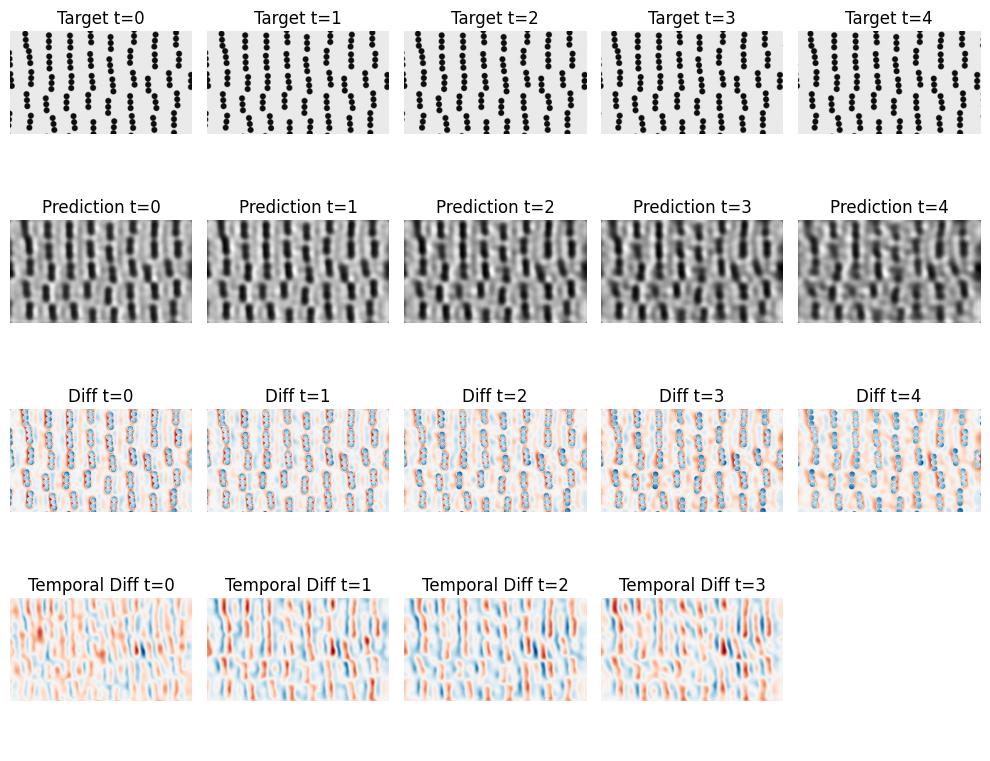 Target t=0 Target t=1 Target t=2 Target t=3 Target t=4
Prediction t=0 Prediction t=1 Prediction t=2 Prediction t=3 Prediction t=4
Diff t=0 Diff t=1 Diff t=2 Diff t=3 Diff t=4
Temporal Diff t=0 Temporal Diff t=1 Temporal Diff t=2 Temporal Diff t=3